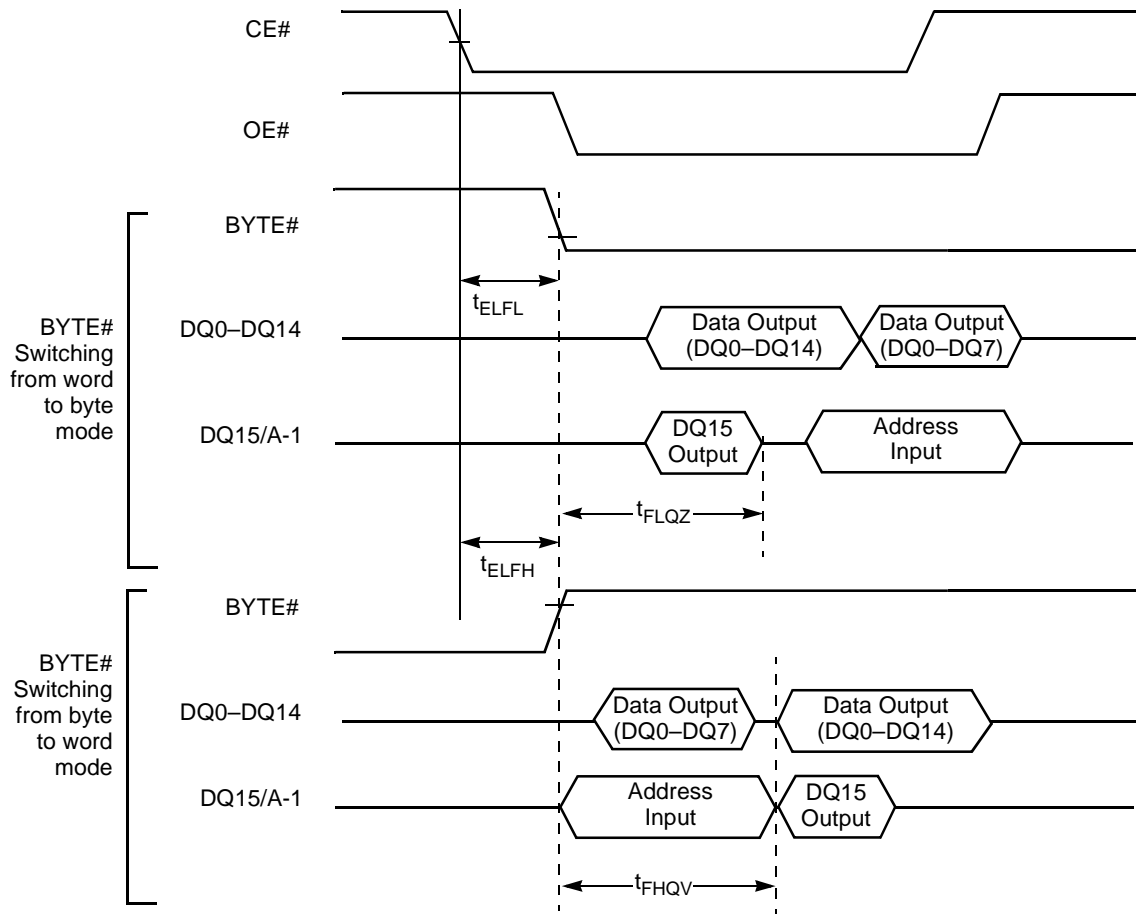 CE#
OE#
BYTE#
tELFL
BYTE#
Switching
from word
to byte
mode
DQ0–DQ14
Data Output
(DQ0–DQ14)
Data Output
(DQ0–DQ7)
DQ15/A-1
DQ15
Output
Address
Input
tFLQZ
tELFH
BYTE#
BYTE#
Switching
from byte
to word
mode
DQ0–DQ14
Data Output
(DQ0–DQ7)
Data Output
(DQ0–DQ14)
DQ15/A-1
Address
Input
DQ15
Output
tFHQV